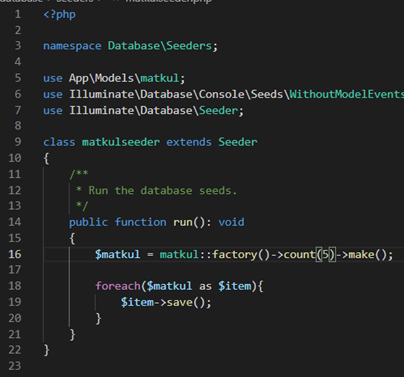 database > seeders > matkulseeder.php
1 <?php
2
3 namespace Database\Seeders;
4
5 use App\Models\matkul;
6 use Illuminate\Database\Console\Seeds\WithoutModelEvents
7 use Illuminate\Database\Seeder;
8
9 class matkulseeder extends Seeder
10 {
11 /**
12 * Run the database seeds.
13 */
14 public function run(): void
15 {
16 $matkul = matkul::factory()->count(5)->make();
17
18 foreach($matkul as $item){
19 $item->save();
20 }
21 }
22 }
23